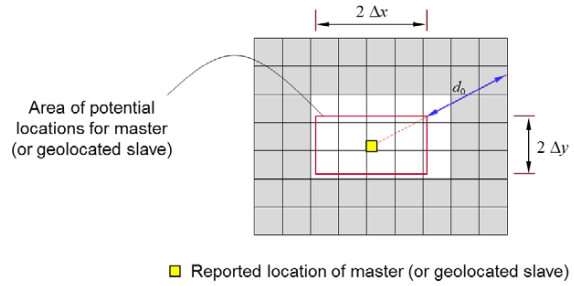 2 Δx
d₀
Area of potential
locations for master
(or geolocated slave)
2 Δy
Reported location of master (or geolocated slave)